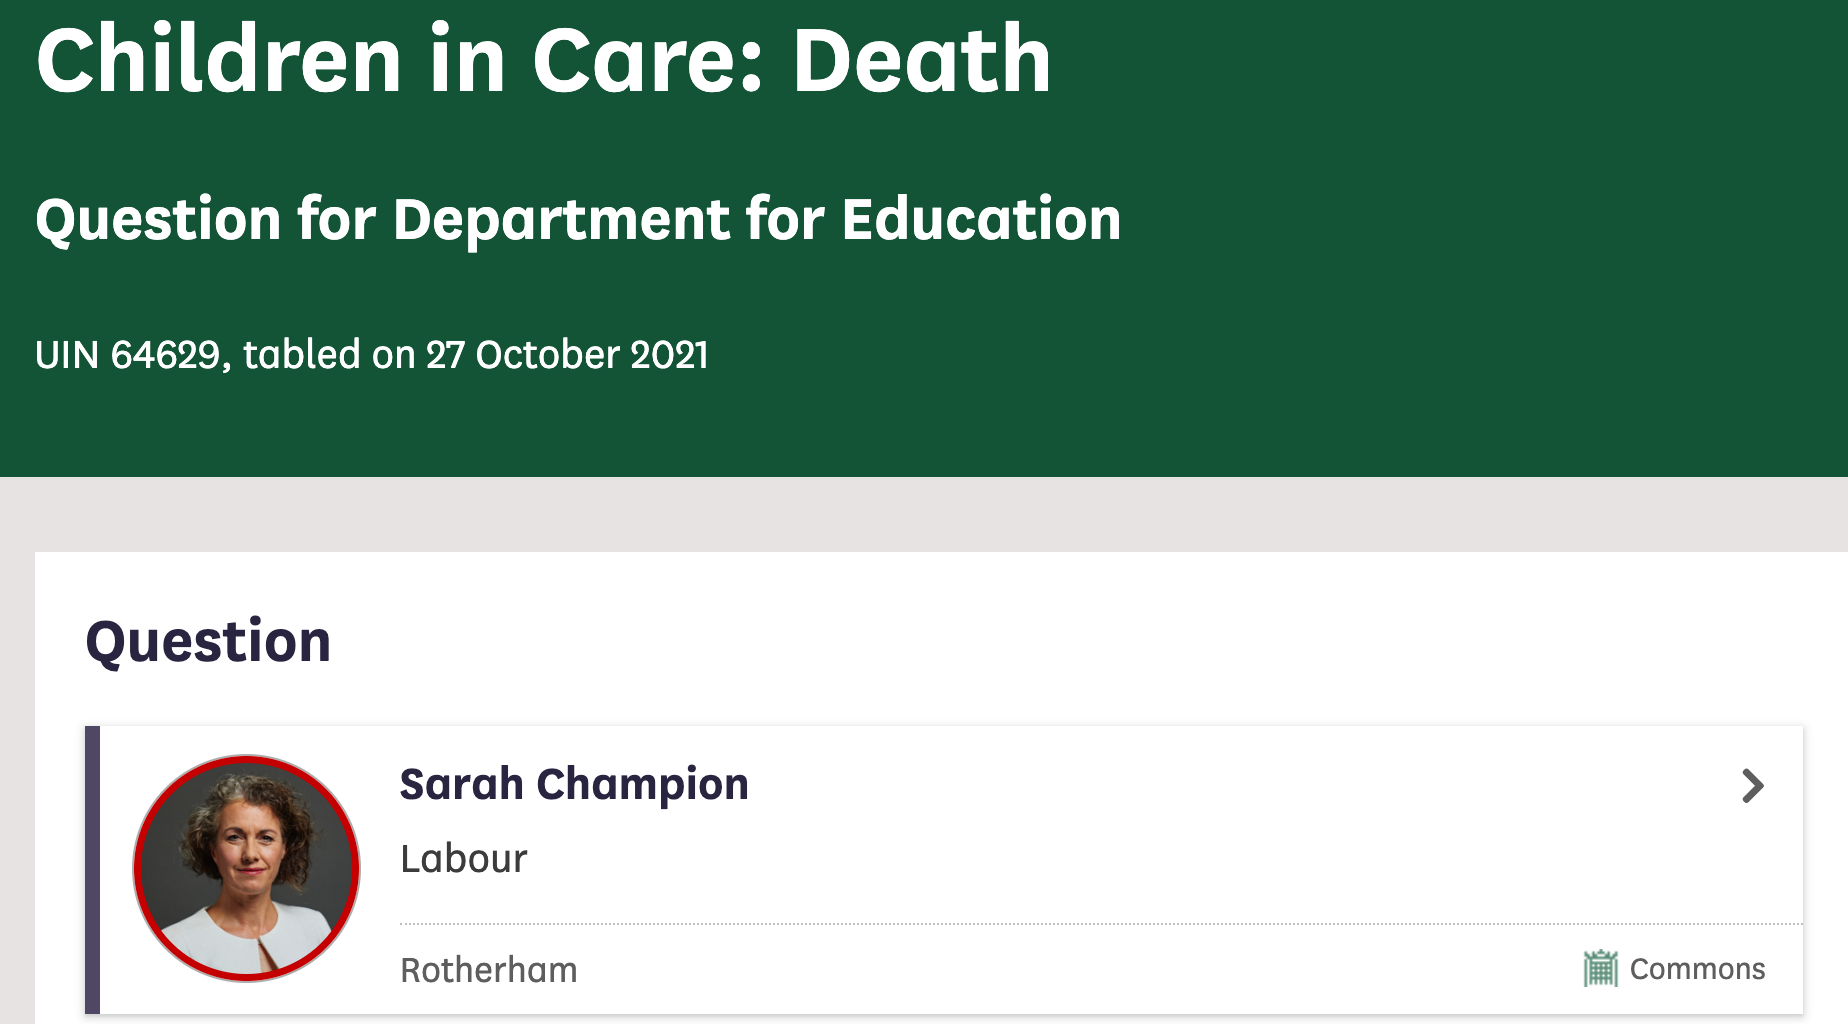 Children in Care: Death
Question for Department for Education
UIN 64629, tabled on 27 October 2021
Question
Sarah Champion
Labour
Rotherham
Commons